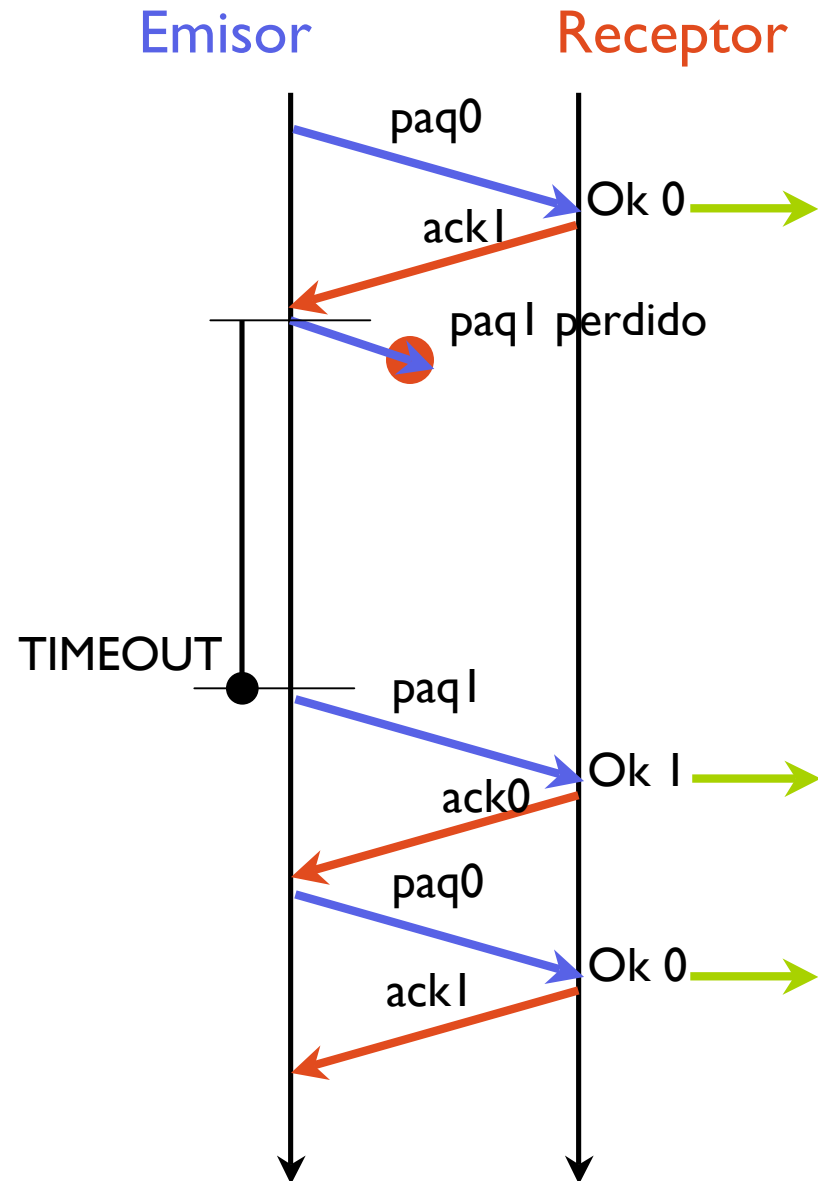 Emisor
Receptor
paq0
Ok 0
ack1
paq1 perdido
TIMEOUT
paq1
Ok 1
ack0
paq0
Ok 0
ack1